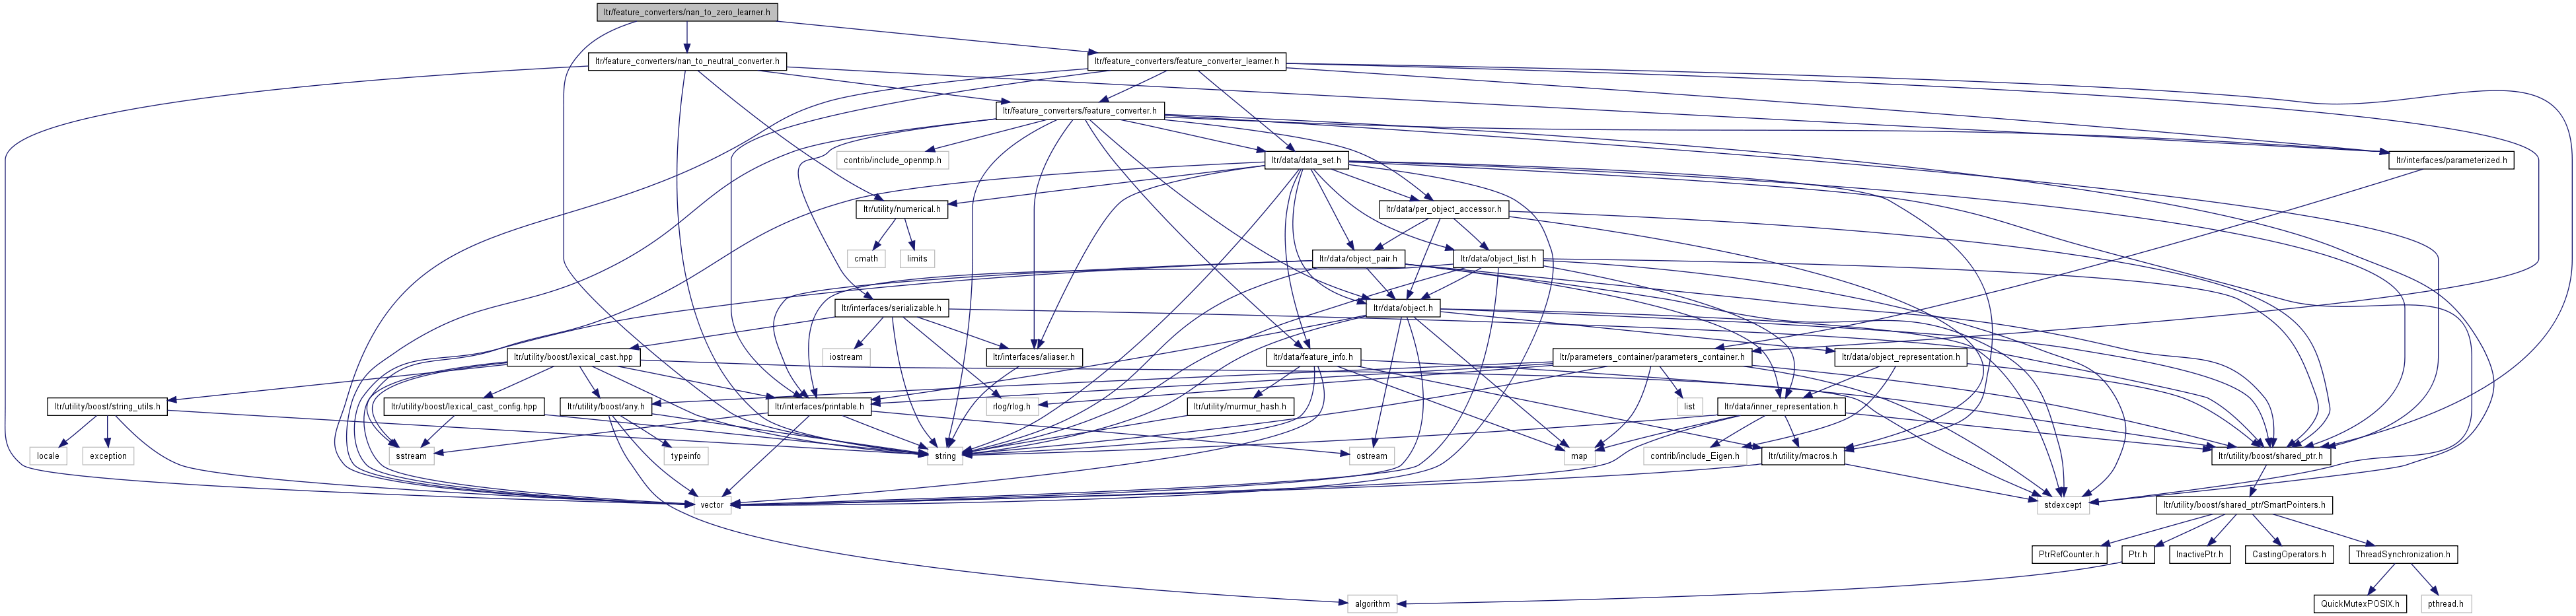 ltr/feature_converters/nan_to_zero_learner.h
ltr/feature_converters/nan_to_neutral_converter.h
ltr/feature_converters/feature_converter_learner.h
ltr/feature_converters/feature_converter.h
contrib/include_openmp.h
ltr/data/data_set.h
ltr/interfaces/parameterized.h
ltr/utility/numerical.h
ltr/data/per_object_accessor.h
cmath
limits
ltr/data/object_pair.h
ltr/data/object_list.h
ltr/interfaces/serializable.h
ltr/data/object.h
ltr/utility/boost/lexical_cast.hpp
iostream
ltr/interfaces/aliaser.h
ltr/data/feature_info.h
ltr/parameters_container/parameters_container.h
ltr/data/object_representation.h
ltr/utility/boost/string_utils.h
ltr/utility/boost/lexical_cast_config.hpp
ltr/utility/boost/any.h
ltr/interfaces/printable.h
rlog/rlog.h
ltr/utility/murmur_hash.h
list
ltr/data/inner_representation.h
locale
exception
sstream
typeinfo
string
ostream
map
contrib/include_Eigen.h
ltr/utility/macros.h
ltr/utility/boost/shared_ptr.h
vector
stdexcept
ltr/utility/boost/shared_ptr/SmartPointers.h
PtrRefCounter.h
Ptr.h
InactivePtr.h
CastingOperators.h
ThreadSynchronization.h
algorithm
QuickMutexPOSIX.h
pthread.h